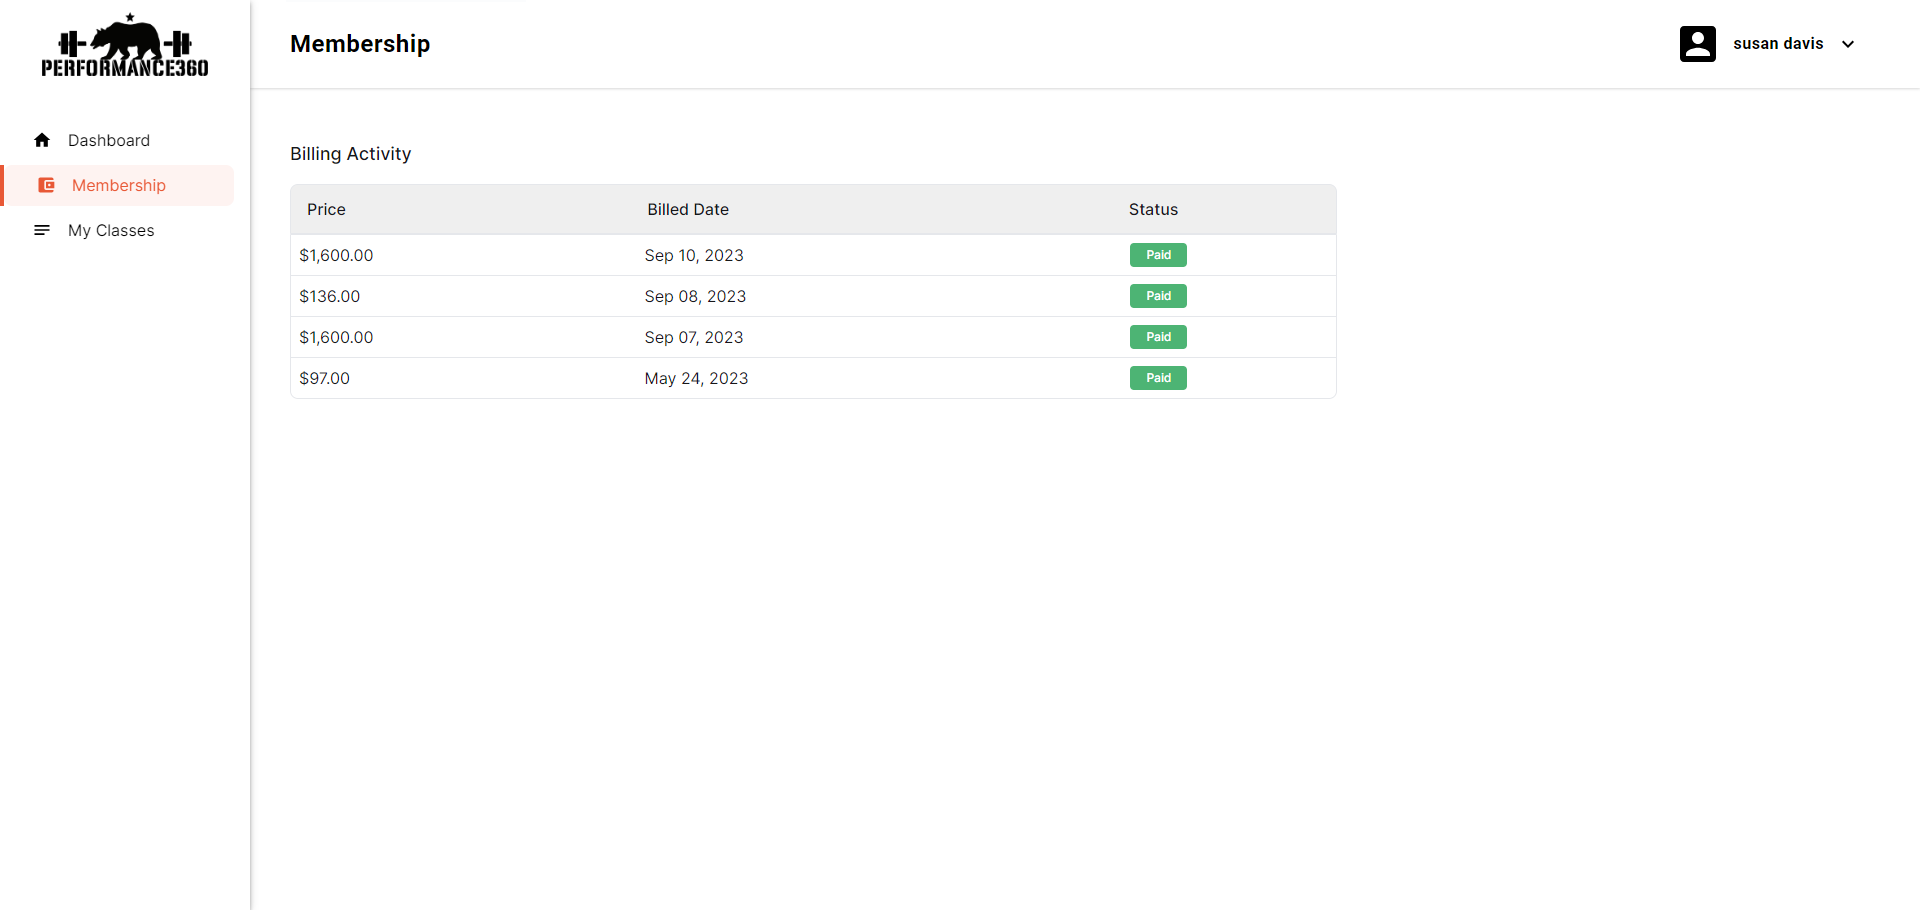 PERFORMANCE360
Membership
susan davis
Dashboard
Membership
My Classes
Billing Activity
Price Billed Date Status
$1,600.00 Sep 10, 2023 Paid
$136.00 Sep 08, 2023 Paid
$1,600.00 Sep 07, 2023 Paid
$97.00 May 24, 2023 Paid